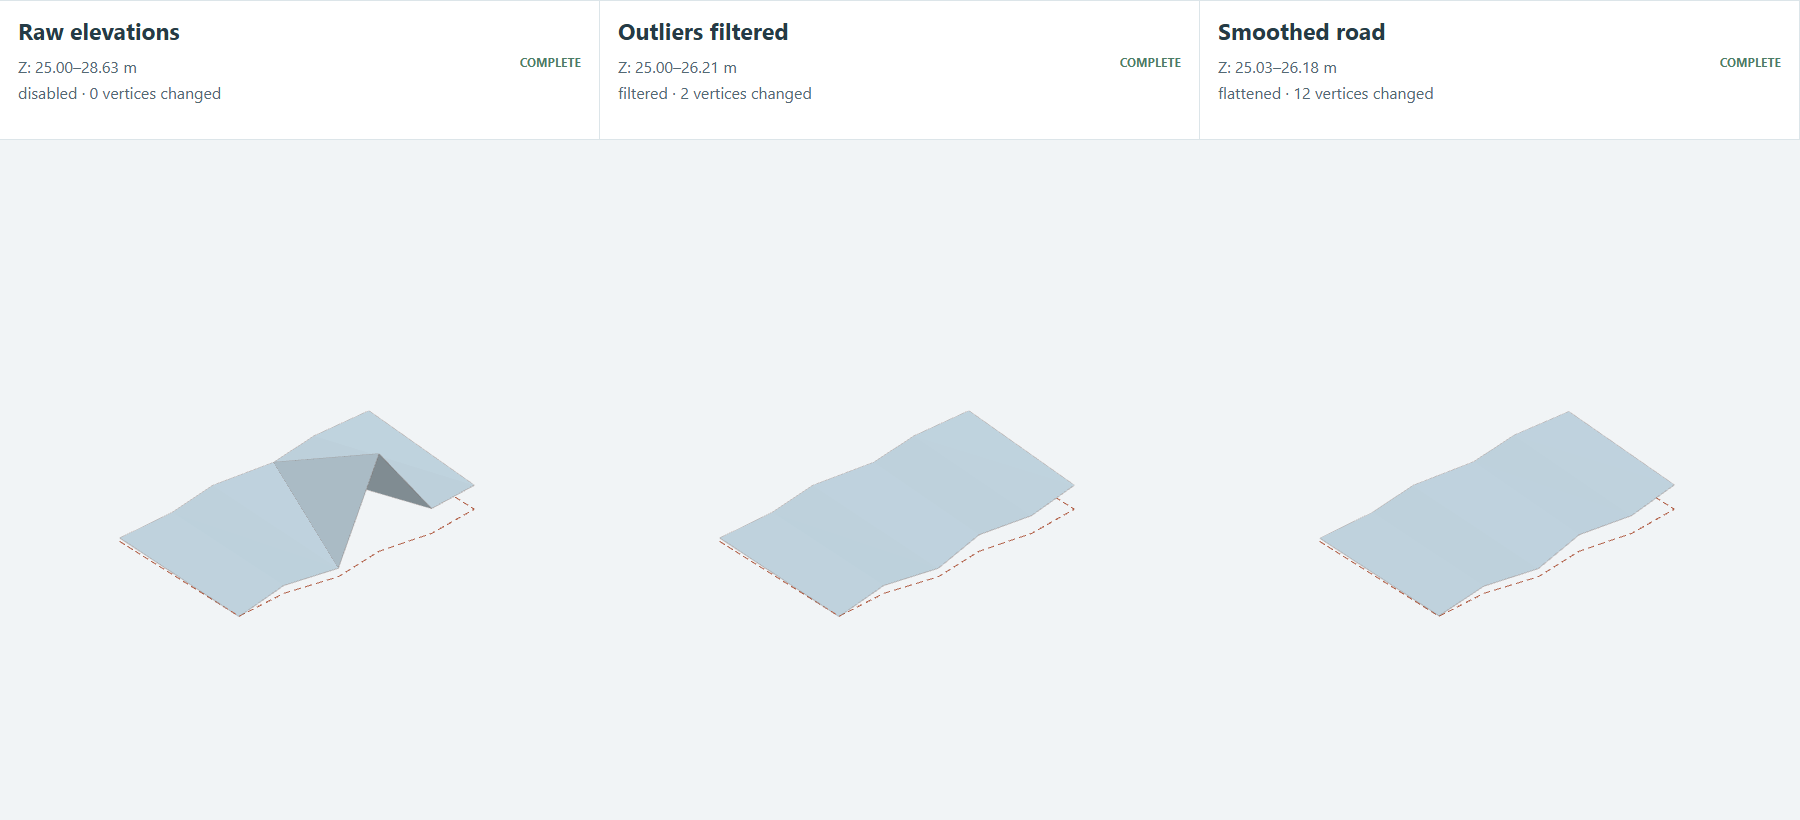 Raw elevations
Z: 25.00–28.63 m
COMPLETE
disabled · 0 vertices changed
Outliers filtered
Z: 25.00–26.21 m
COMPLETE
filtered · 2 vertices changed
Smoothed road
Z: 25.03–26.18 m
COMPLETE
flattened · 12 vertices changed